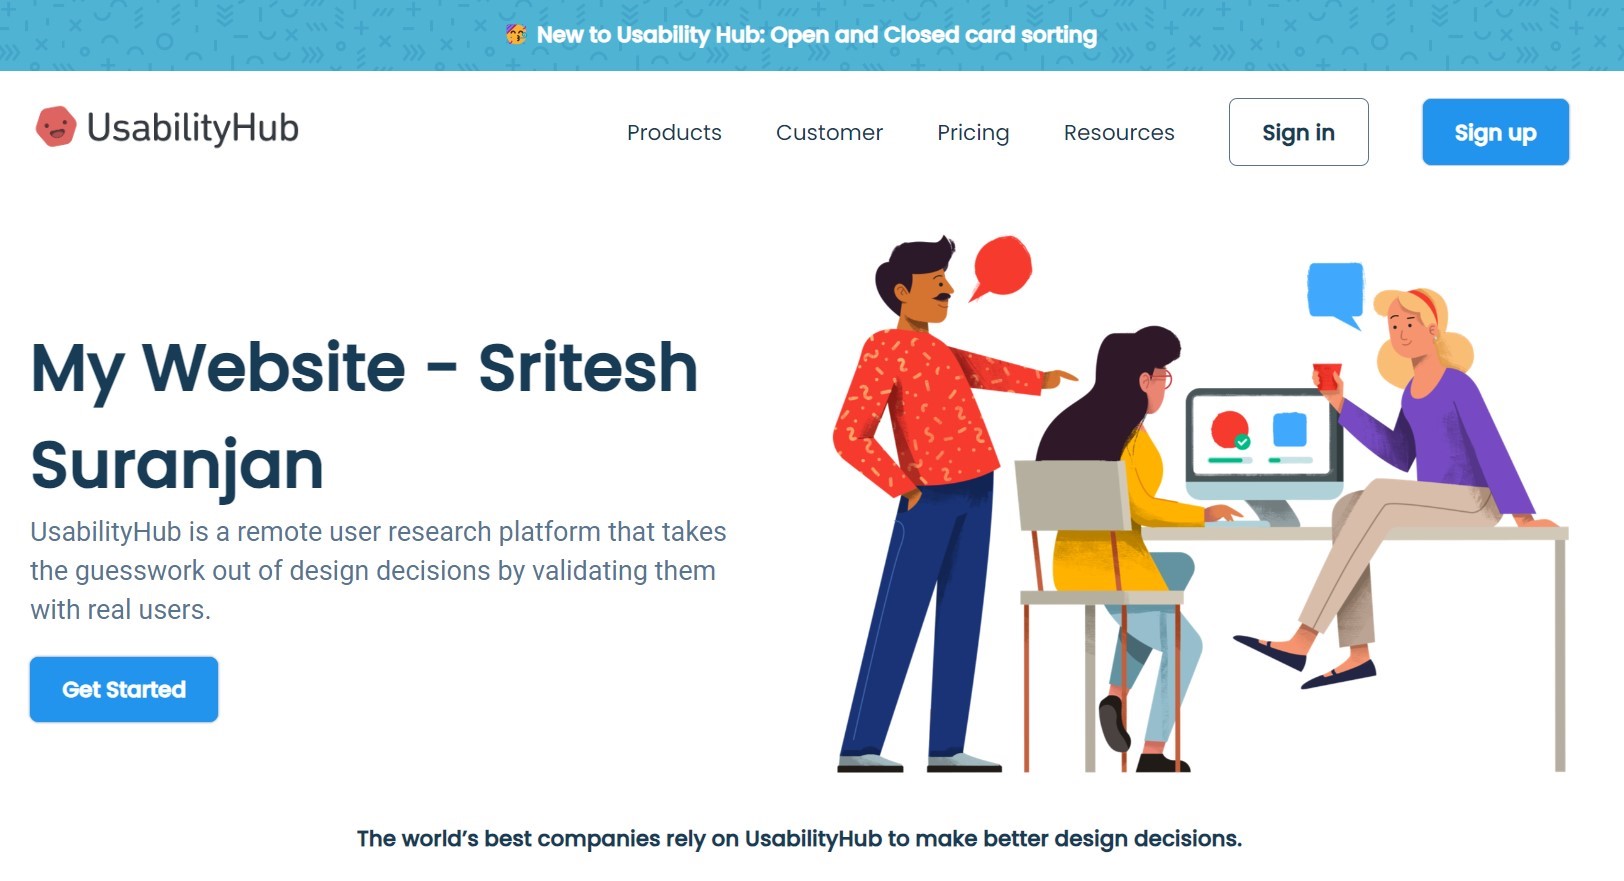 🥳 New to Usability Hub: Open and Closed card sorting
UsabilityHub
Products
Customer
Pricing
Resources
Sign in
Sign up
My Website - Sritesh
Suranjan
UsabilityHub is a remote user research platform that takes
the guesswork out of design decisions by validating them
with real users.
Get Started
The world’s best companies rely on UsabilityHub to make better design decisions.